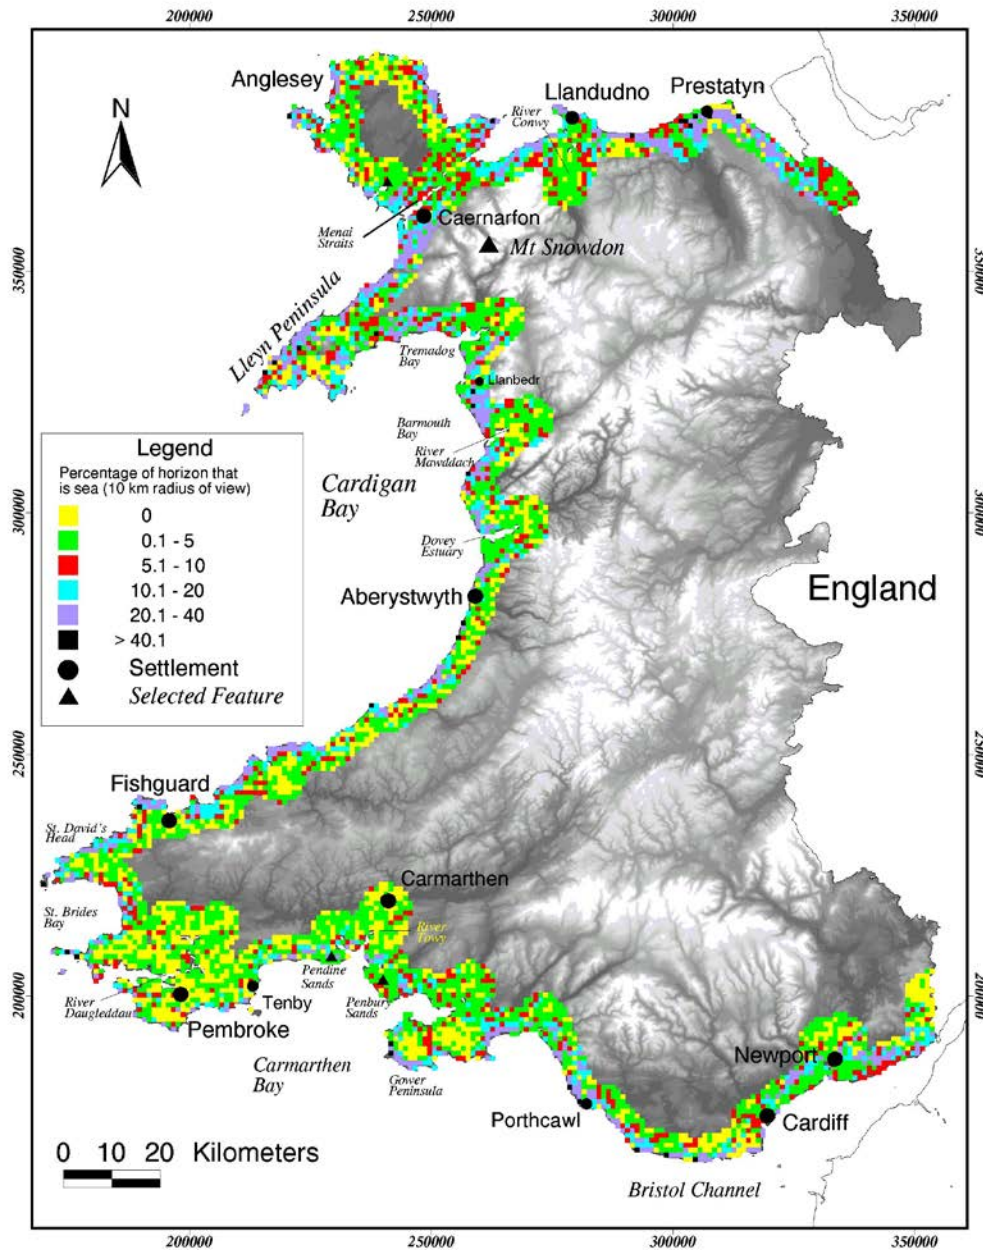 200000
250000
300000
350000
Anglesey
N
Llandudno
Prestatyn
River
Conwy
Menai
Straits
Caernarfon
Mt Snowdon
350000
350000
Lleyn Peninsula
Tremadog
Bay
Llanbedr
Barmouth
Bay
River
Mawddach
Legend
Percentage of horizon that
is sea (10 km radius of view)
0
0.1 - 5
5.1 - 10
10.1 - 20
20.1 - 40
> 40.1
Settlement
Selected Feature
Cardigan
Bay
300000
300000
Dovey
Estuary
England
Aberystwyth
250000
250000
Fishguard
St. David's
Head
Carmarthen
St. Brides
Bay
River
Towy
Pendine
Sands
Penbury
Sands
River
Daugleddau
Tenby
Pembroke
200000
200000
Carmarthen
Bay
Gower
Peninsula
Newport
Porthcawl
Cardiff
0 10 20 Kilometers
Bristol Channel
200000
250000
300000
350000